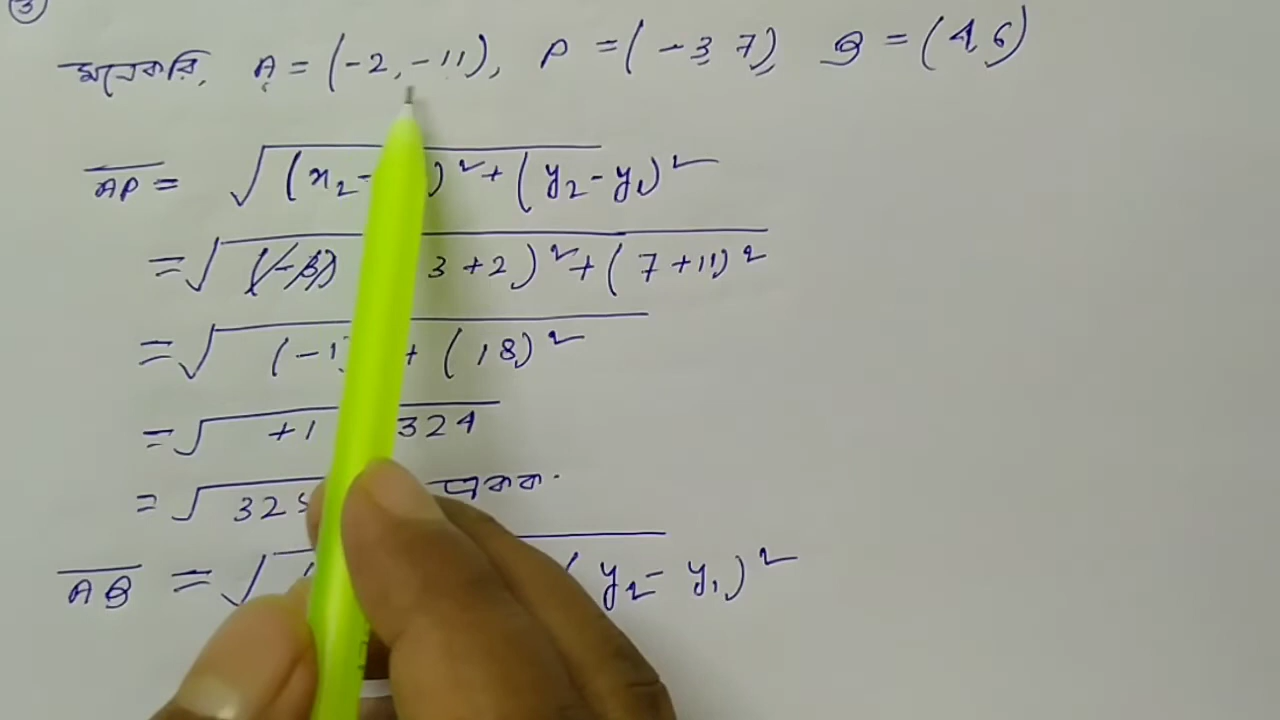 3
মনেকরি, A = (-2, -11), P = (-3, 7), B = (4, 6)
AP = √(x₂ - )² + (y₂ - y₁)²
= √ 3 + 2)² + (7 + 11)²
= √(-1 + (18)²
= √+1 324
= √325 একক.
AB = √( (y₂ - y₁)²